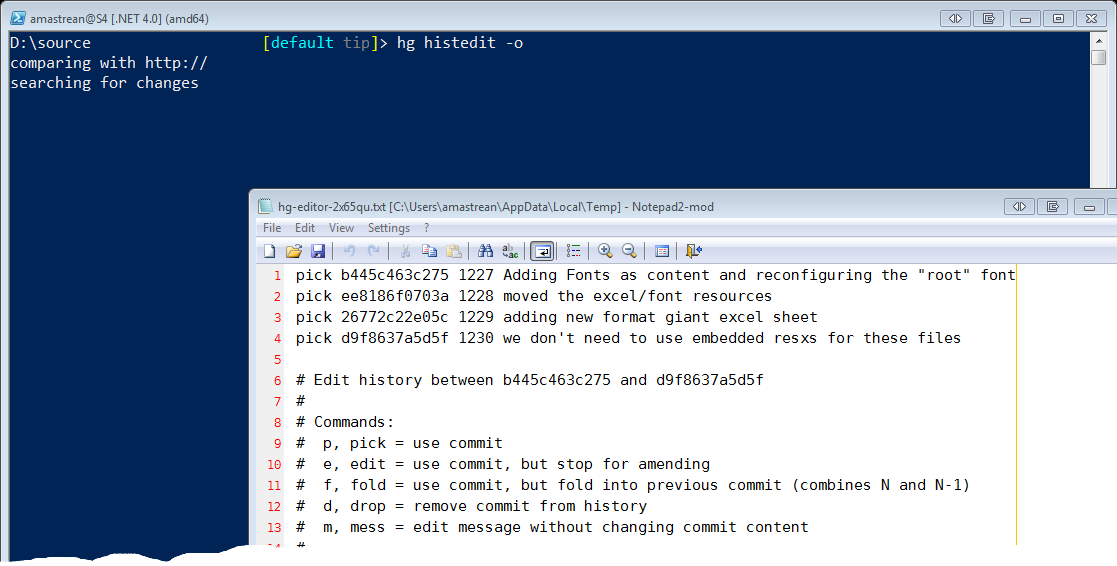 amastrean@S4 [.NET 4.0] (amd64)
D:\source [default tip]> hg histedit -o
comparing with http://
searching for changes
hg-editor-2x65qu.txt [C:\Users\amastrean\AppData\Local\Temp] - Notepad2-mod
File Edit View Settings ?
1 pick b445c463c275 1227 Adding Fonts as content and reconfiguring the "root" font
2 pick ee8186f0703a 1228 moved the excel/font resources
3 pick 26772c22e05c 1229 adding new format giant excel sheet
4 pick d9f8637a5d5f 1230 we don't need to use embedded resxs for these files
5
6 # Edit history between b445c463c275 and d9f8637a5d5f
7 #
8 # Commands:
9 #  p, pick = use commit
10 #  e, edit = use commit, but stop for amending
11 #  f, fold = use commit, but fold into previous commit (combines N and N-1)
12 #  d, drop = remove commit from history
13 #  m, mess = edit message without changing commit content
14 #